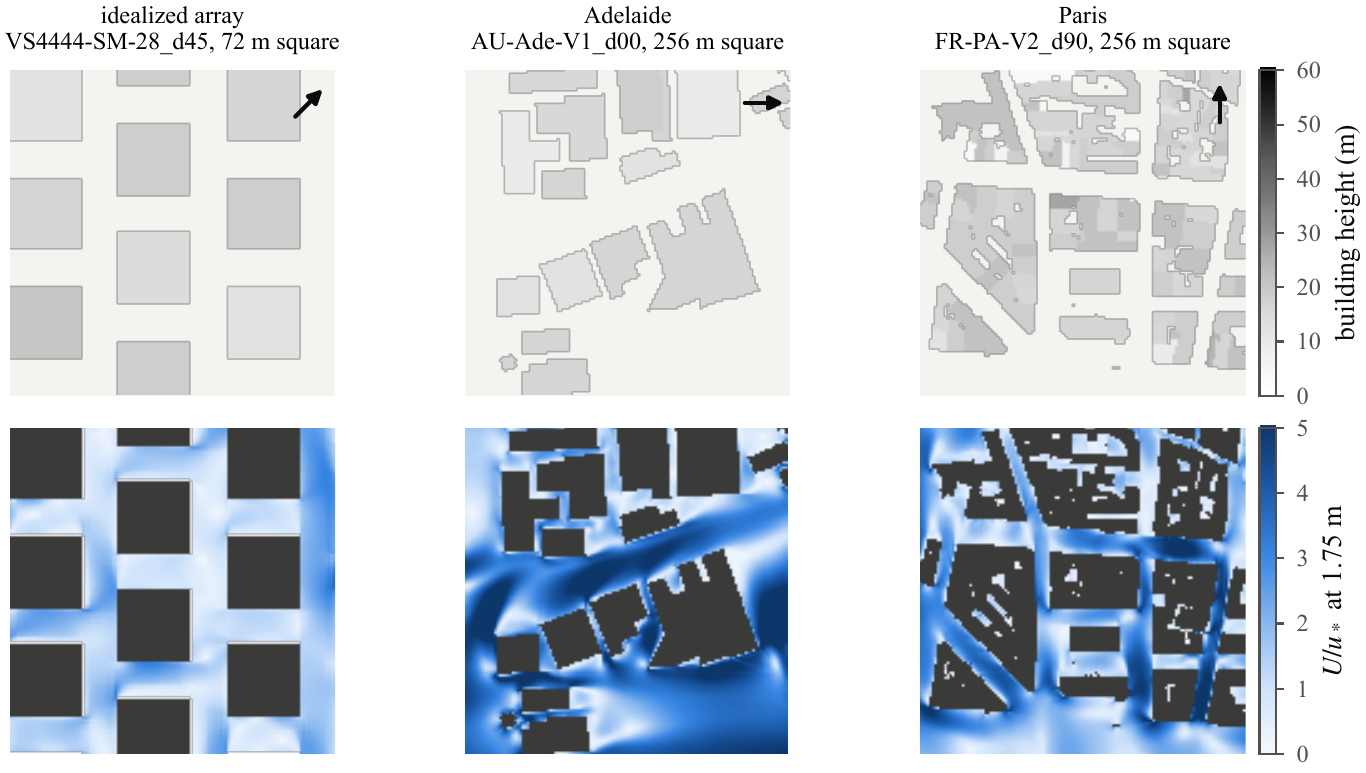 idealized array
VS4444-SM-28_d45, 72 m square
Adelaide
AU-Ade-V1_d00, 256 m square
Paris
FR-PA-V2_d90, 256 m square
60
50
40
30
20
10
0
building height (m)
5
4
3
2
1
0
U/u* at 1.75 m